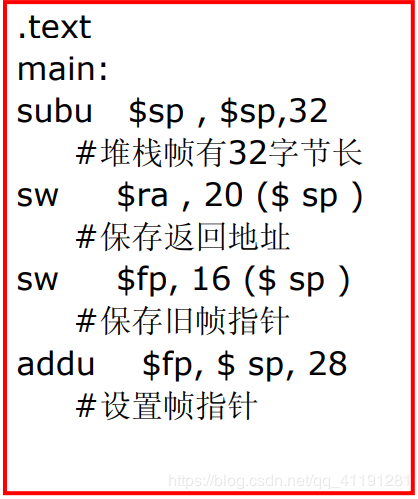 .text
main:
subu $sp , $sp,32
#堆栈帧有32字节长
sw $ra , 20 ($ sp )
#保存返回地址
sw $fp, 16 ($ sp )
#保存旧帧指针
addu $fp, $ sp, 28
#设置帧指针
https://blog.csdn.net/qq_41191281